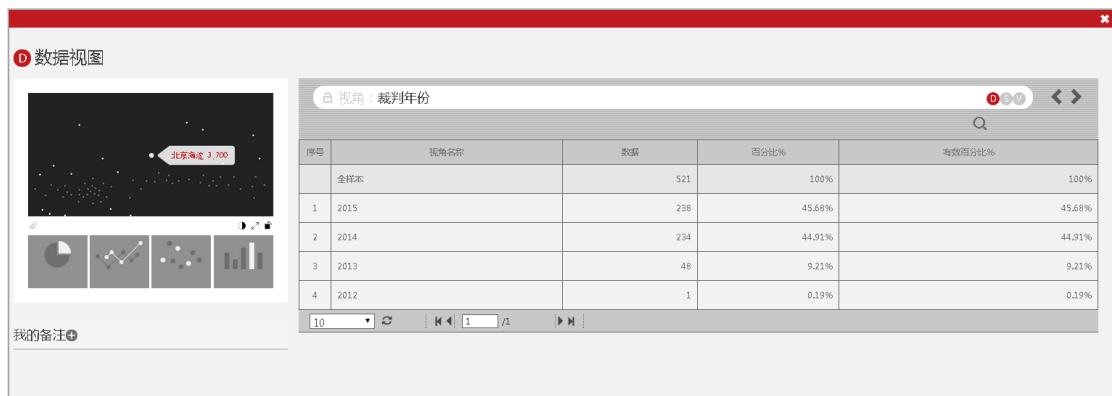 D 数据视图
北京海淀 3,700
我的备注
视角：裁判年份
D S V
序号 视角名称 数据 百分比% 有效百分比%
全样本 521 100% 100%
1 2015 238 45.68% 45.68%
2 2014 234 44.91% 44.91%
3 2013 48 9.21% 9.21%
4 2012 1 0.19% 0.19%
10 1 /1